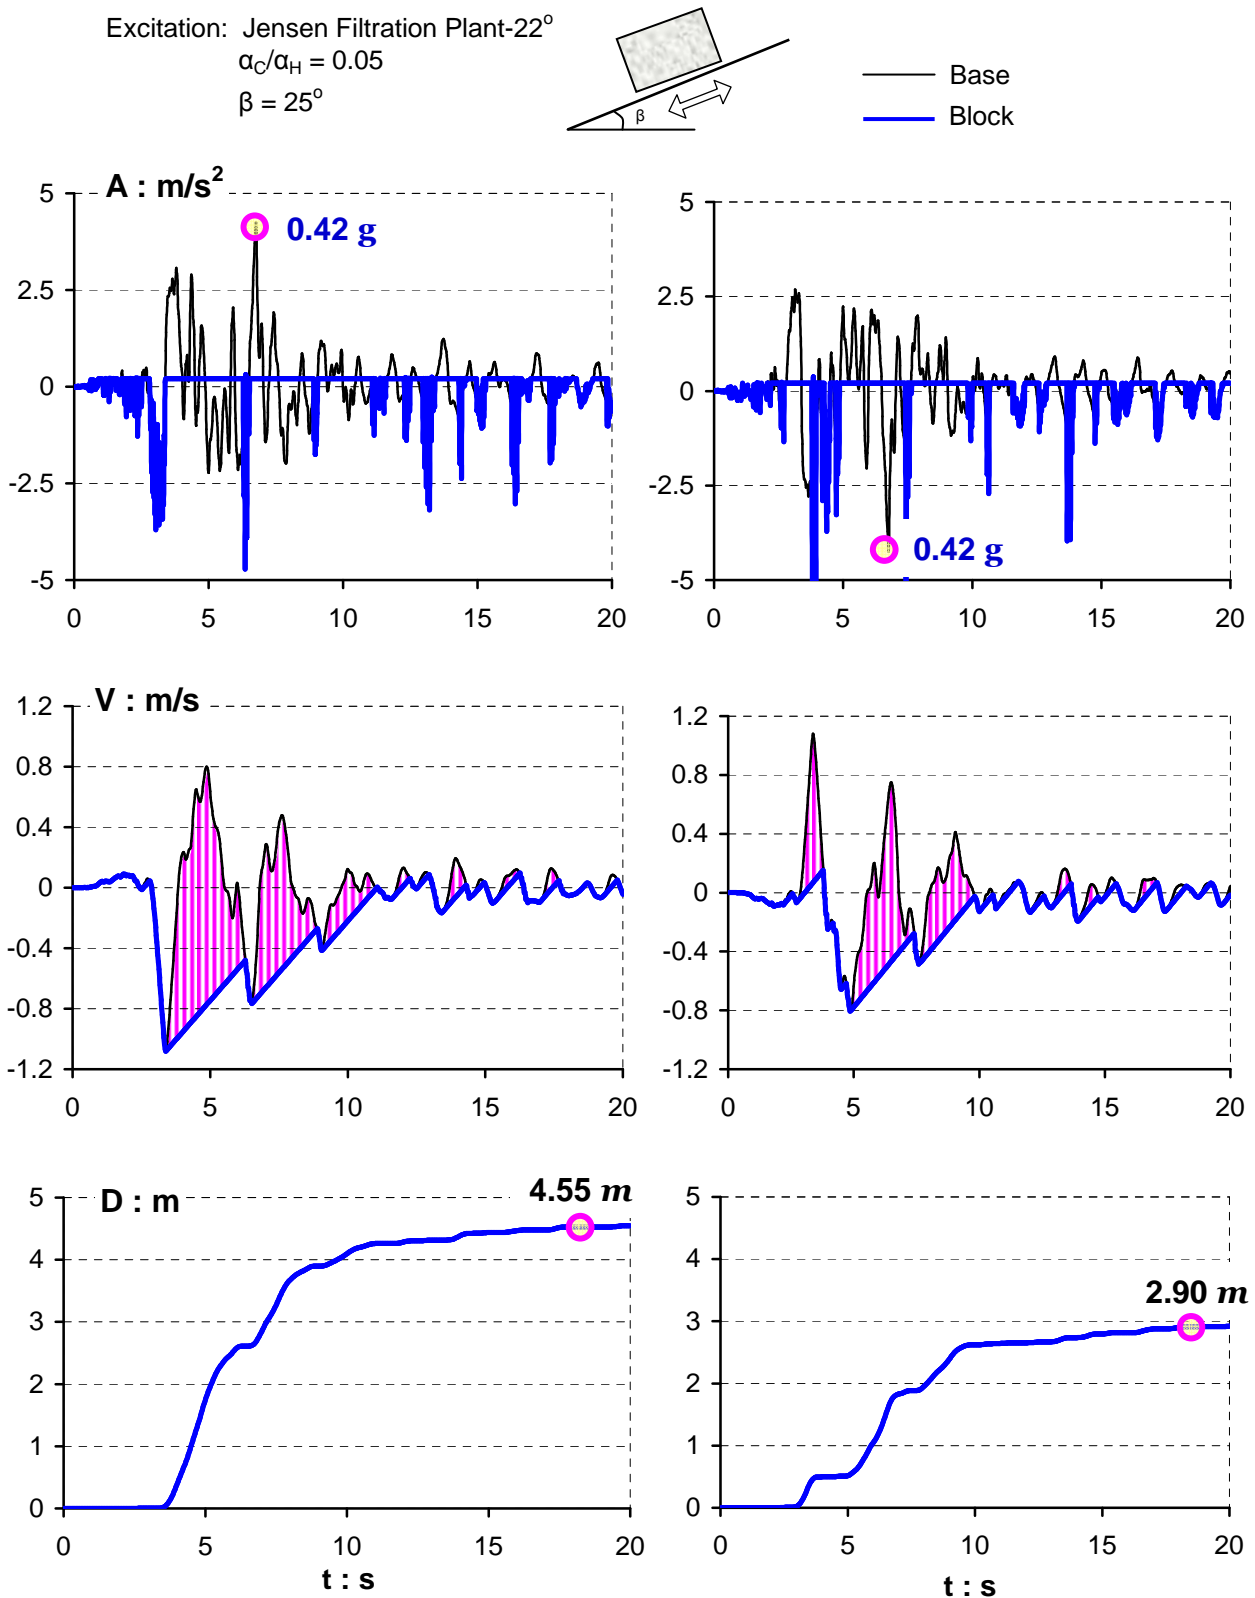 Excitation: Jensen Filtration Plant-22°
α_C/α_H = 0.05
β = 25°
β
Base
Block
A : m/s²
5
2.5
0
-2.5
-5
0 5 10 15 20
0.42 g
5
2.5
0
-2.5
-5
0 5 10 15 20
0.42 g
V : m/s
1.2
0.8
0.4
0
-0.4
-0.8
-1.2
0 5 10 15 20
1.2
0.8
0.4
0
-0.4
-0.8
-1.2
0 5 10 15 20
D : m
4.55 m
5
4
3
2
1
0
0 5 10 15 20
t : s
2.90 m
5
4
3
2
1
0
0 5 10 15 20
t : s